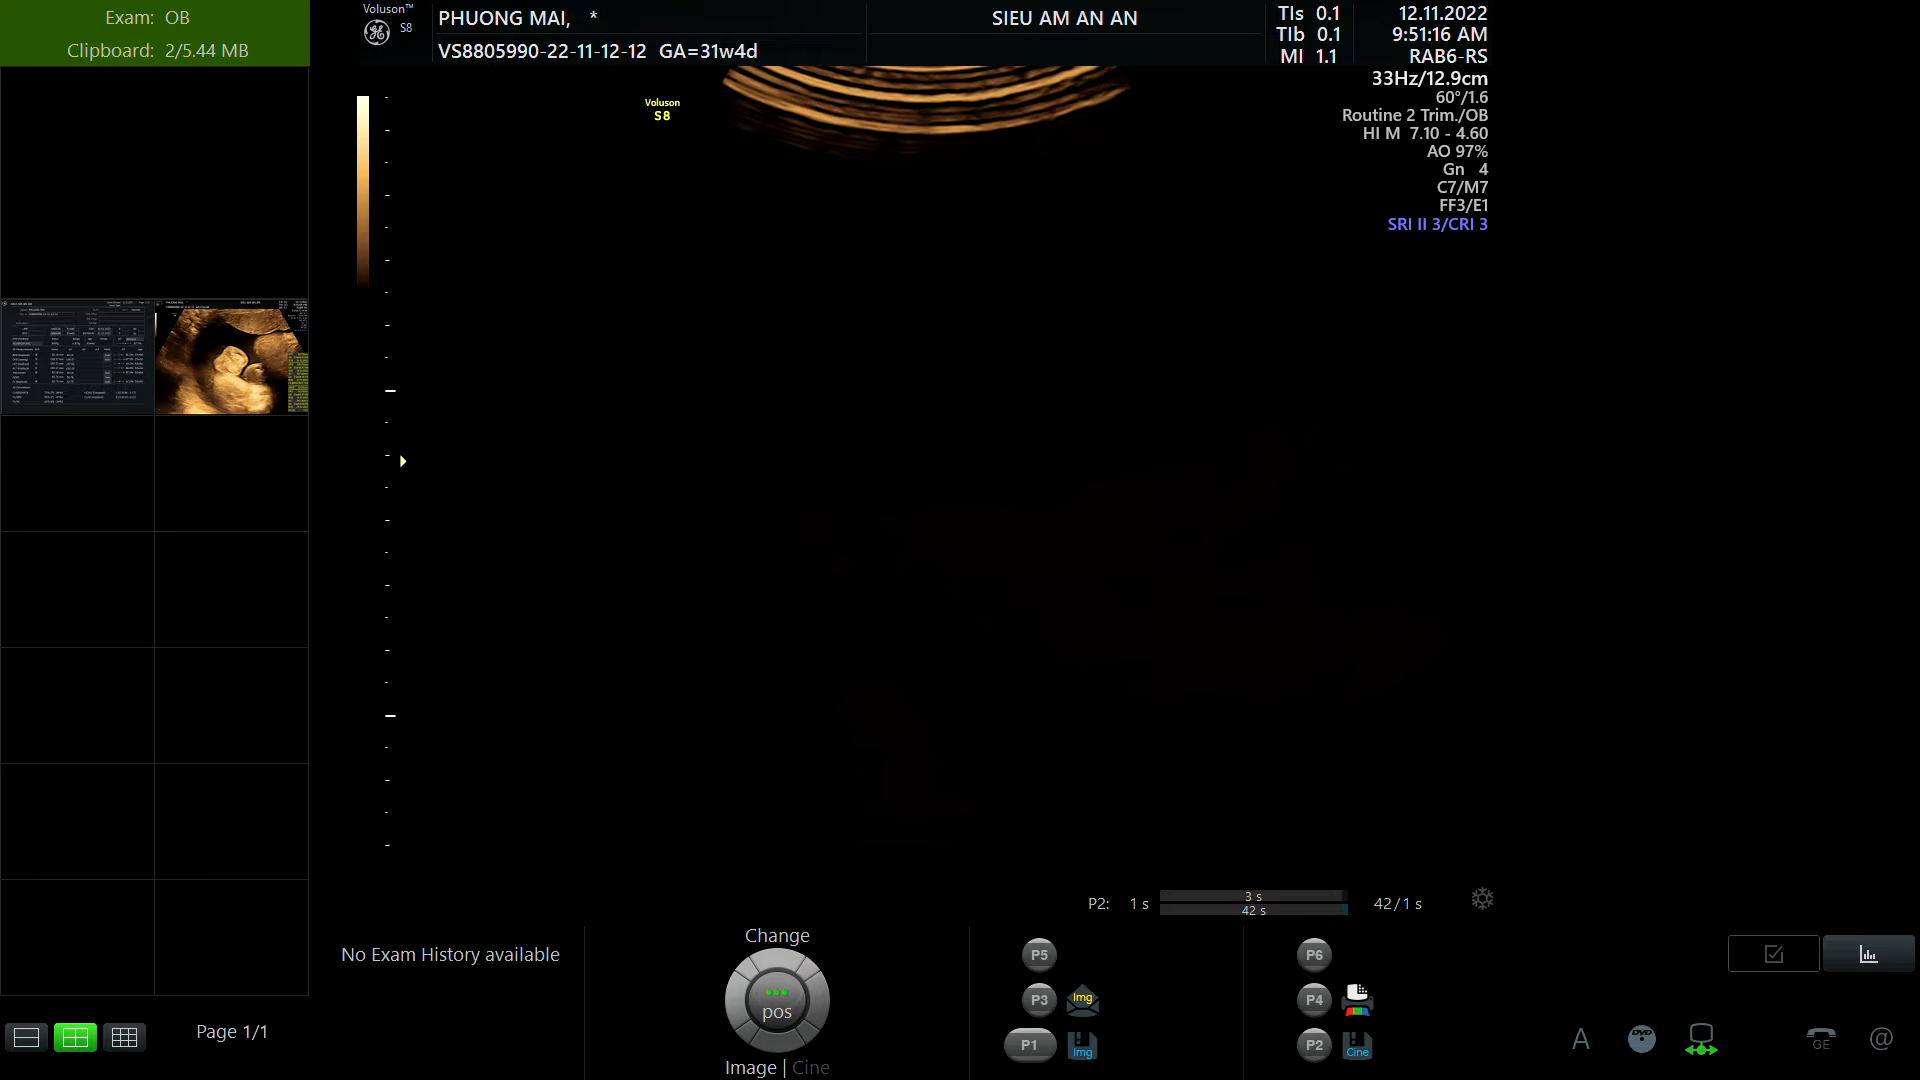 Exam: OB
Clipboard: 2/5.44 MB
Voluson™
S8
PHUONG MAI, *
SIEU AM AN AN
VS8805990-22-11-12-12 GA=31w4d
TIs 0.1
TIb 0.1
MI 1.1
12.11.2022
9:51:16 AM
RAB6-RS
33Hz/12.9cm
60°/1.6
Routine 2 Trim./OB
HI M 7.10 - 4.60
AO 97%
Gn 4
C7/M7
FF3/E1
SRI II 3/CRI 3
Voluson
S8
P2: 1 s
3 s
42 s
42/1 s
No Exam History available
Change
pos
Image | Cine
P5
P3 Img
P1 Img
P6
P4
P2 Cine
Page 1/1
A
DVD
GE
@